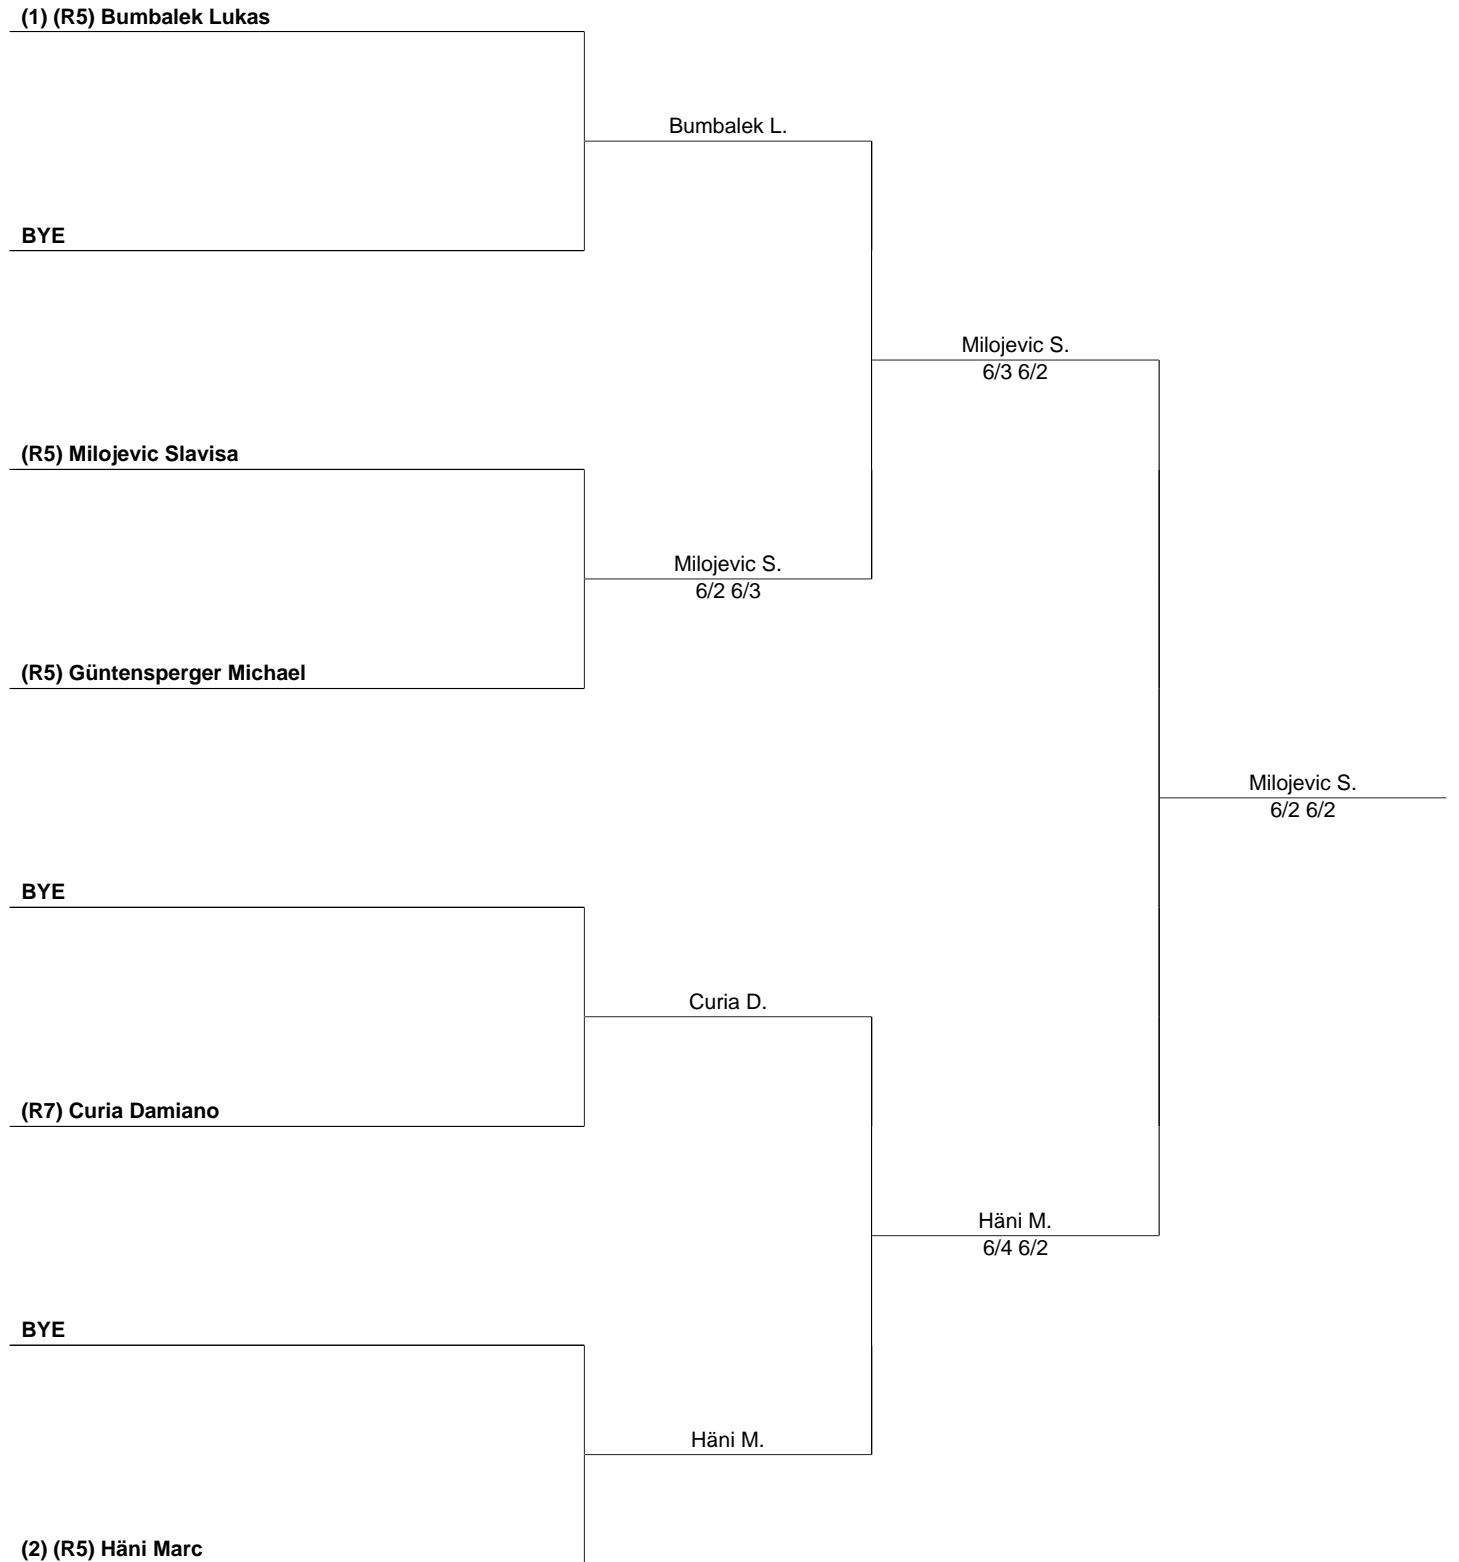 (1) (R5) Bumbalek Lukas
Bumbalek L.
BYE
Milojevic S.
6/3 6/2
(R5) Milojevic Slavisa
Milojevic S.
6/2 6/3
(R5) Güntensperger Michael
Milojevic S.
6/2 6/2
BYE
Curia D.
(R7) Curia Damiano
Häni M.
6/4 6/2
BYE
Häni M.
(2) (R5) Häni Marc